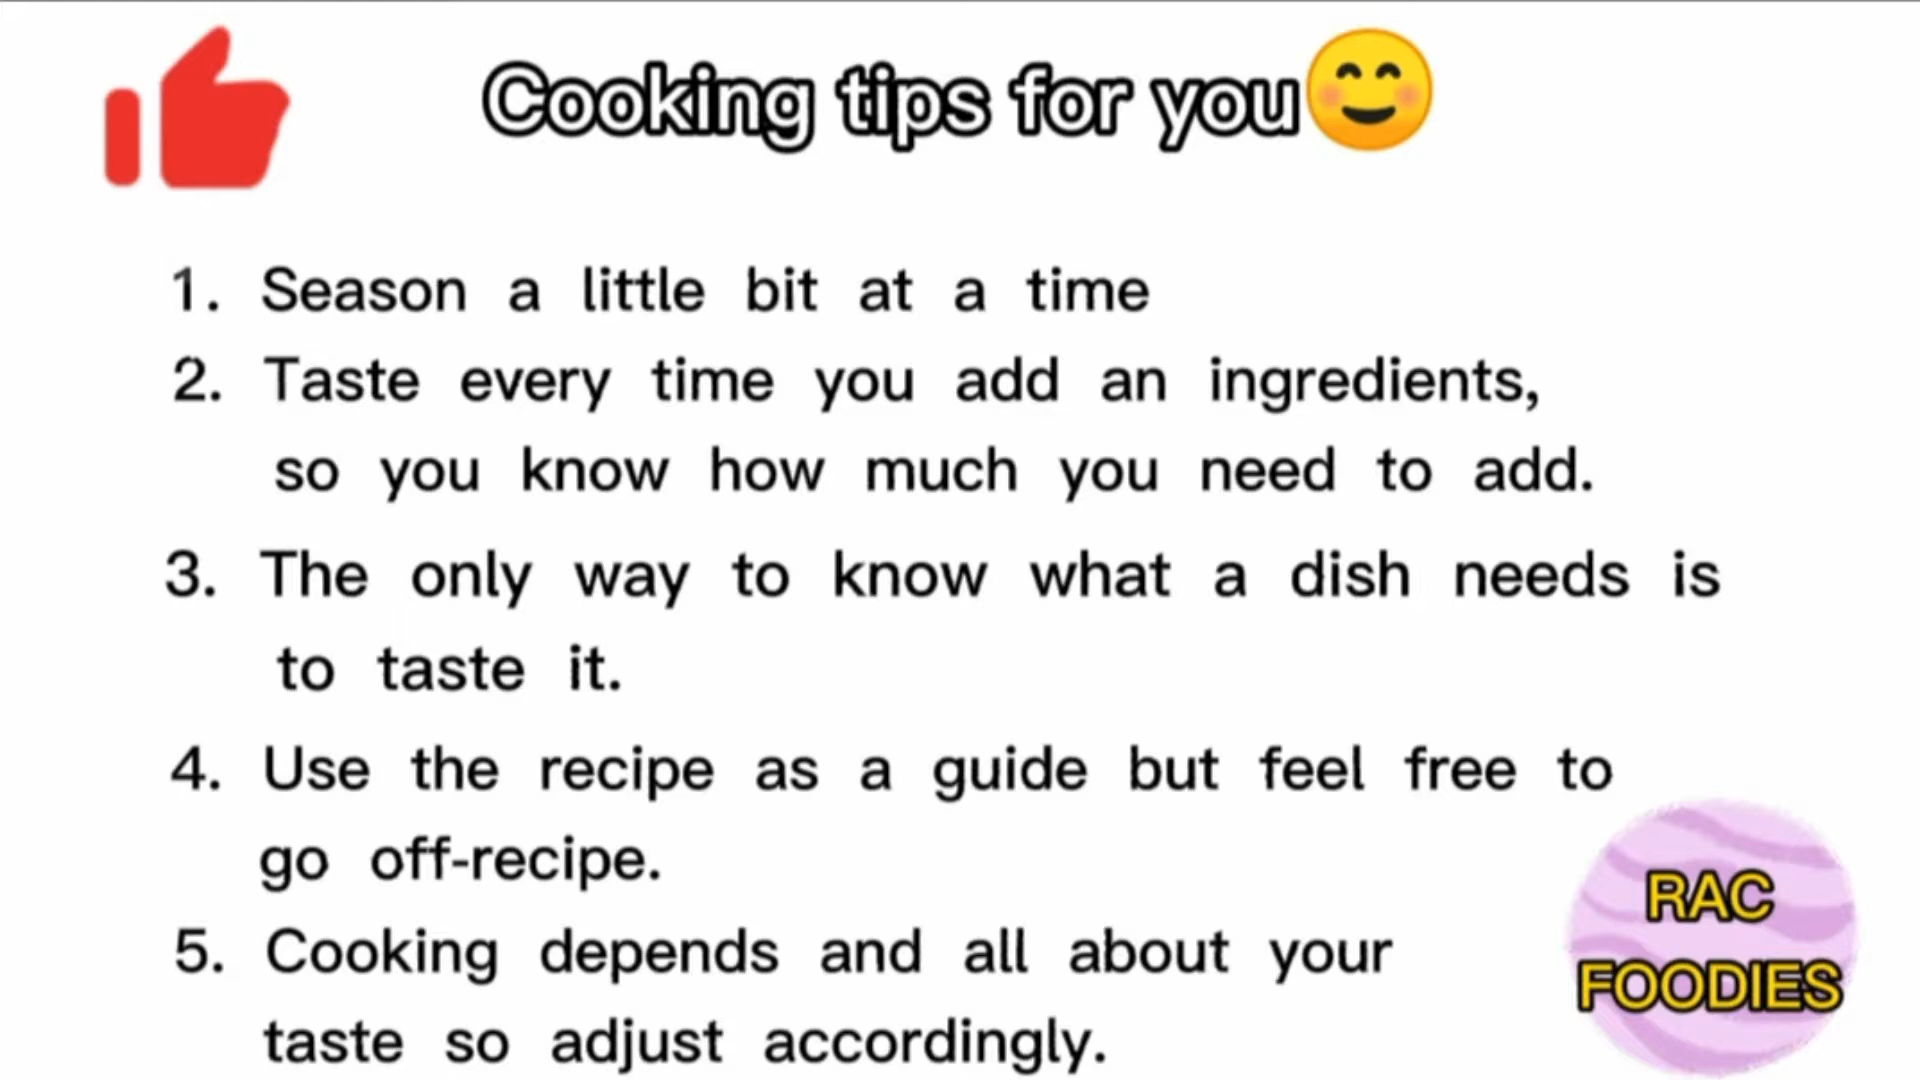 Cooking tips for you😊
1. Season a little bit at a time
2. Taste every time you add an ingredients,
so you know how much you need to add.
3. The only way to know what a dish needs is
to taste it.
4. Use the recipe as a guide but feel free to
go off-recipe.
5. Cooking depends and all about your
taste so adjust accordingly.
RAC
FOODIES